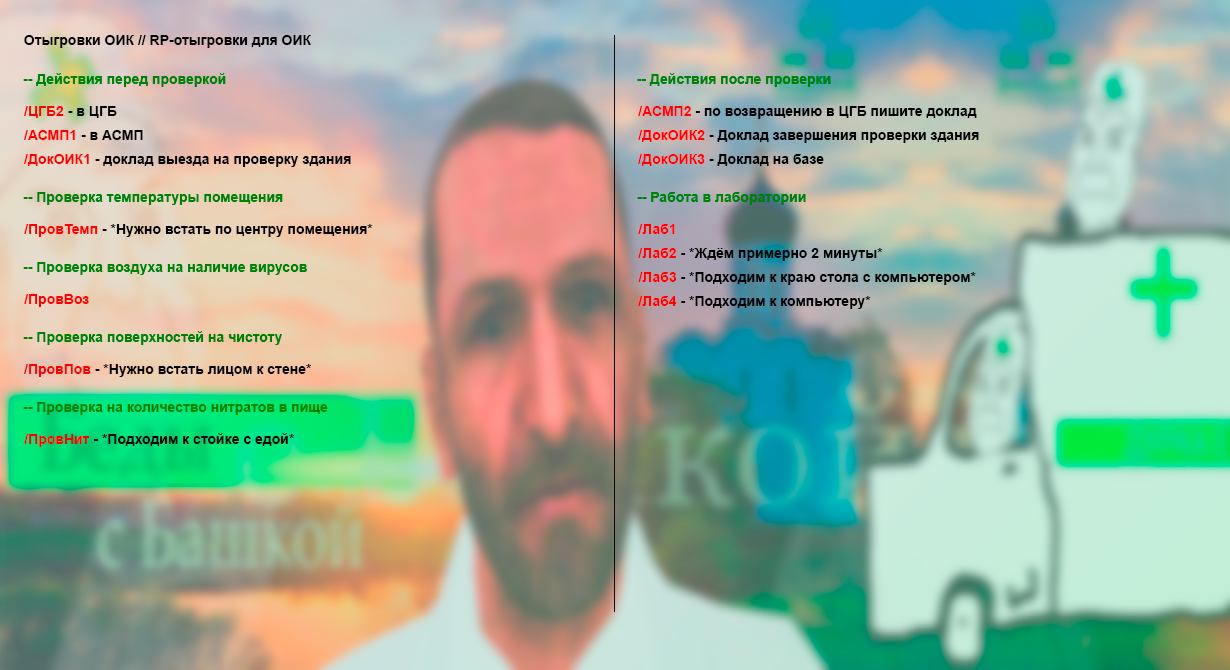 Отыгровки ОИК // RP-отыгровки для ОИК
-- Действия перед проверкой
/ЦГБ2 - в ЦГБ
/АСМП1 - в АСМП
/ДокОИК1 - доклад выезда на проверку здания
-- Проверка температуры помещения
/ПровТемп - *Нужно встать по центру помещения*
-- Проверка воздуха на наличие вирусов
/ПровВоз
-- Проверка поверхностей на чистоту
/ПровПов - *Нужно встать лицом к стене*
-- Проверка на количество нитратов в пище
/ПровНит - *Подходим к стойке с едой*
с Башкой
-- Действия после проверки
/АСМП2 - по возвращению в ЦГБ пишите доклад
/ДокОИК2 - Доклад завершения проверки здания
/ДокОИК3 - Доклад на базе
-- Работа в лаборатории
/Лаб1
/Лаб2 - *Ждём примерно 2 минуты*
/Лаб3 - *Подходим к краю стола с компьютером*
/Лаб4 - *Подходим к компьютеру*